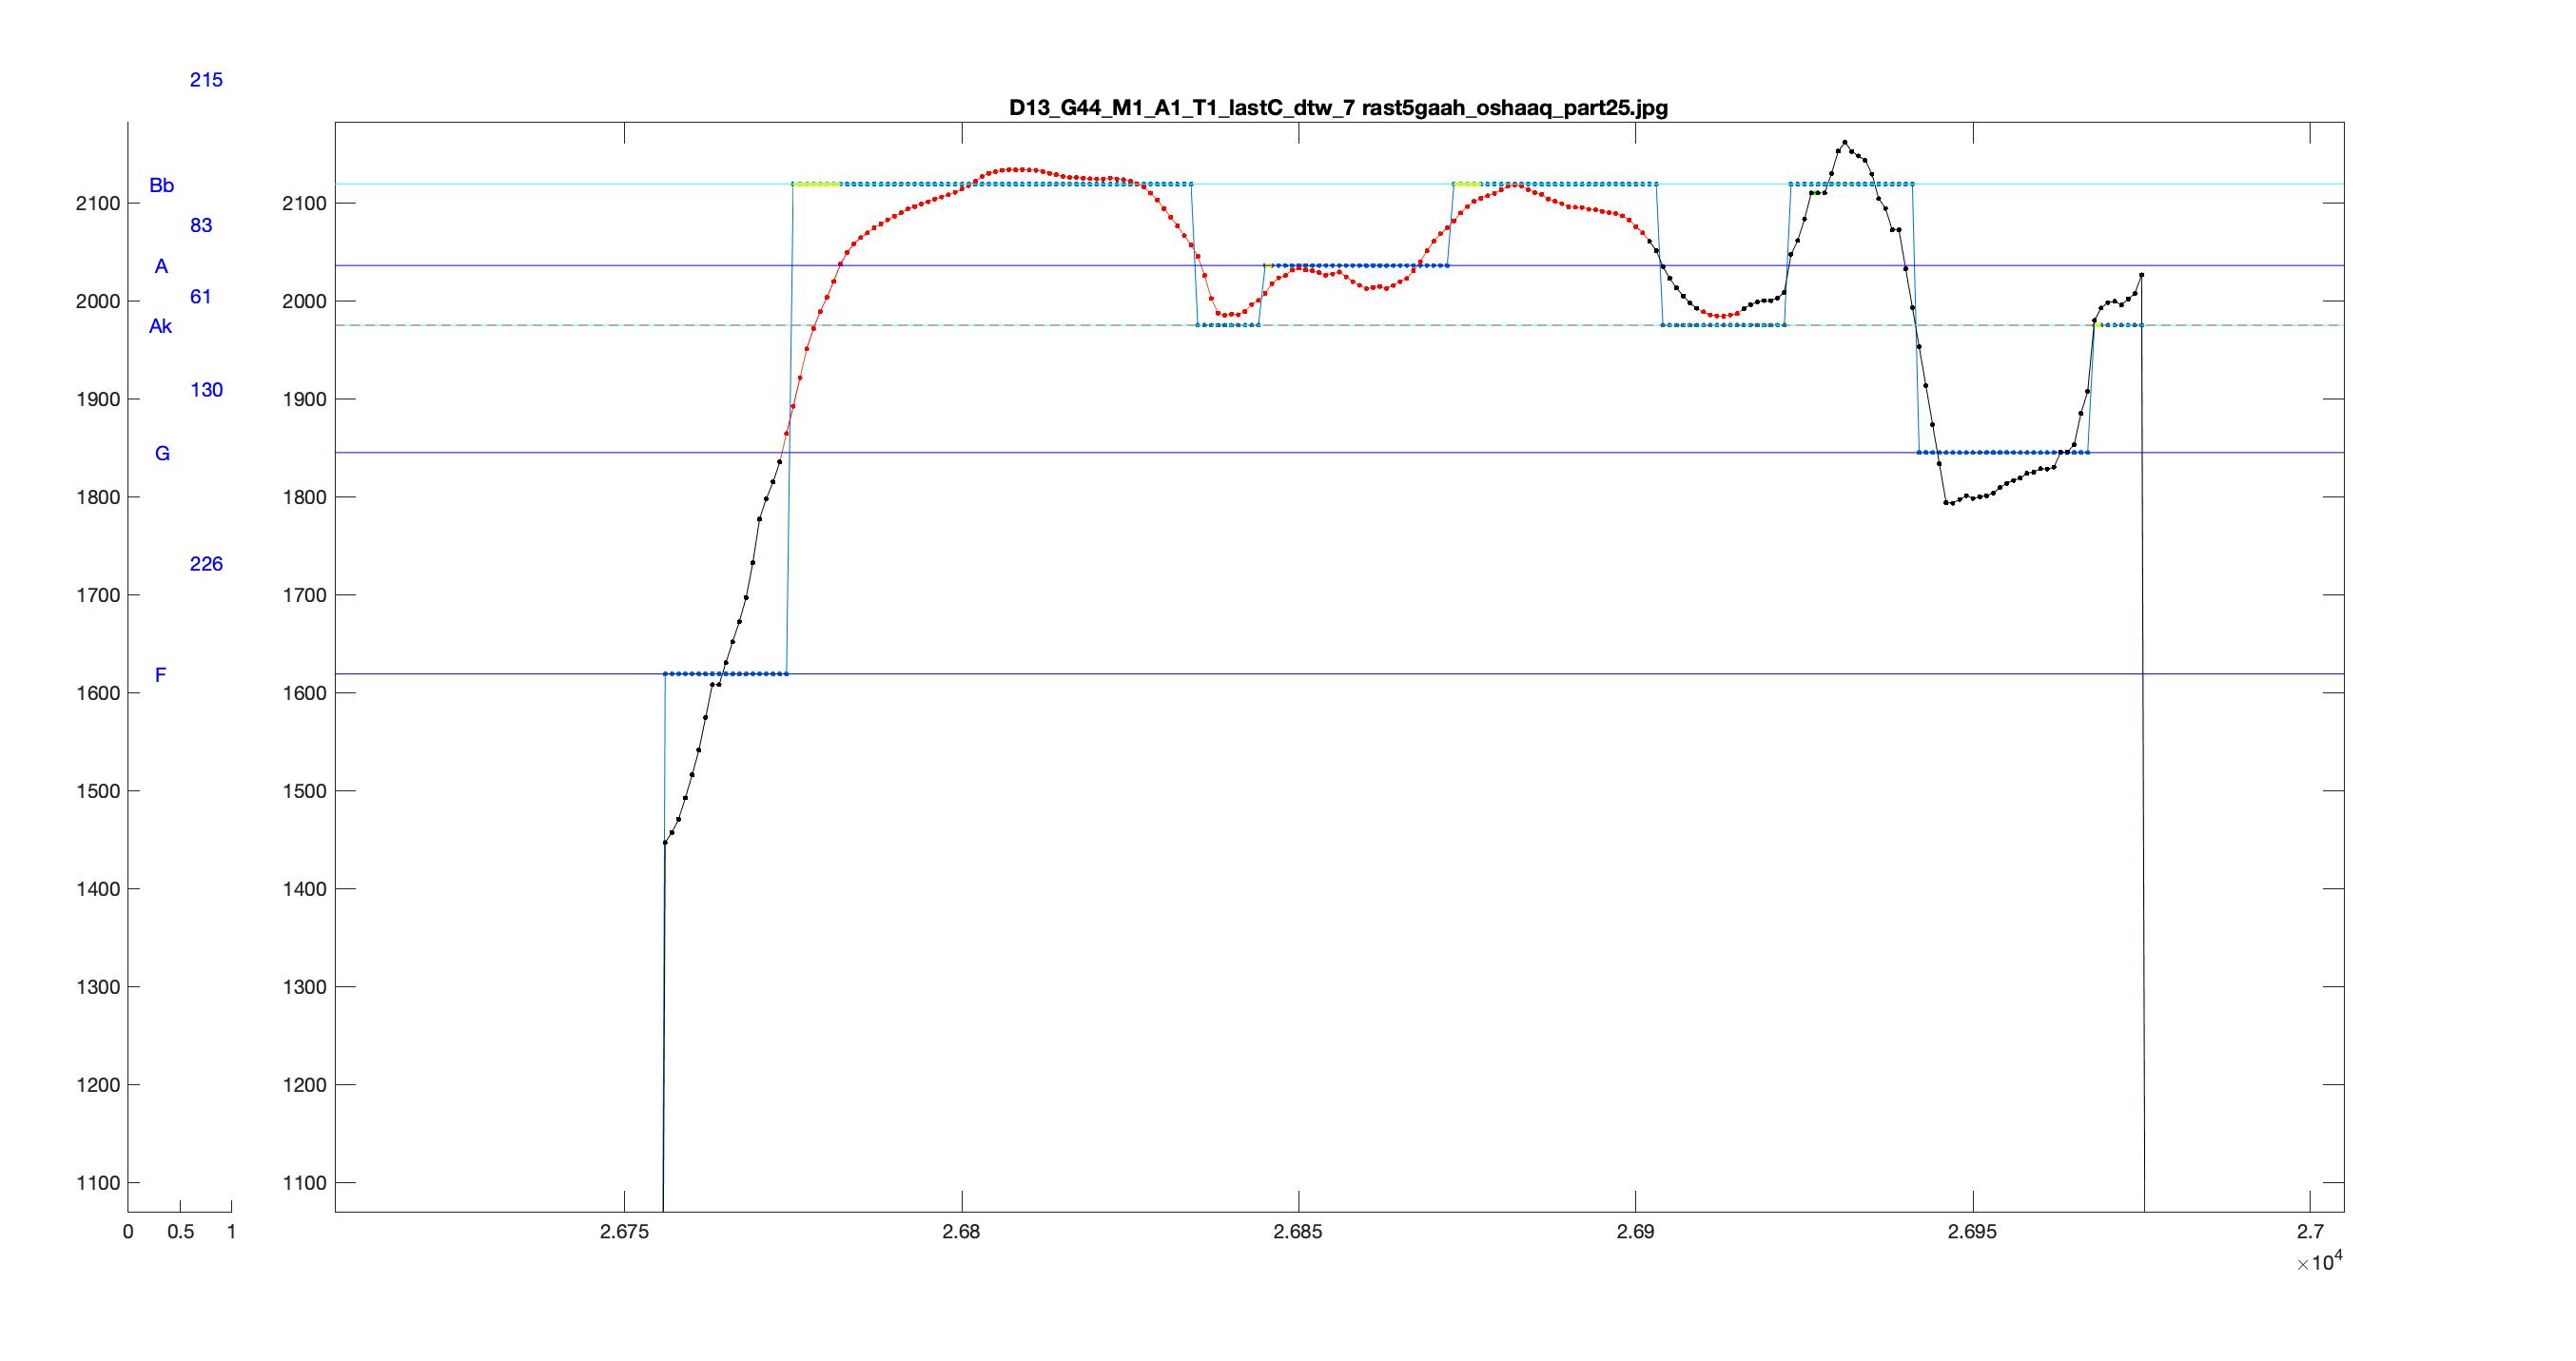 215
D13_G44_M1_A1_T1_lastC_dtw_7 rast5gaah_oshaaq_part25.jpg
Bb
2100 2100
83
A
61
2000 2000
Ak
130
1900 1900
G
1800 1800
226
1700 1700
F
1600 1600
1500 1500
1400 1400
1300 1300
1200 1200
1100 1100
0 0.5 1 2.675 2.68 2.685 2.69 2.695 2.7
×10^4